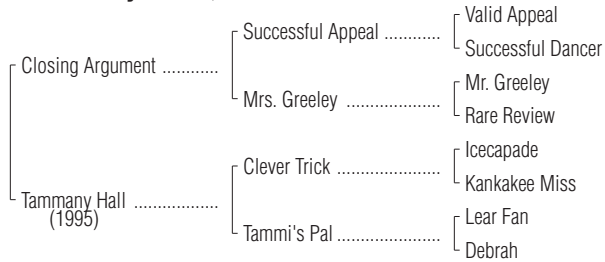 Valid Appeal
Successful Appeal ............
Successful Dancer
Closing Argument ............
Mr. Greeley
Mrs. Greeley ....................
Rare Review
Icecapade
Clever Trick ......................
Kankakee Miss
Tammany Hall ..................
(1995)
Lear Fan
Tammi's Pal ......................
Debrah